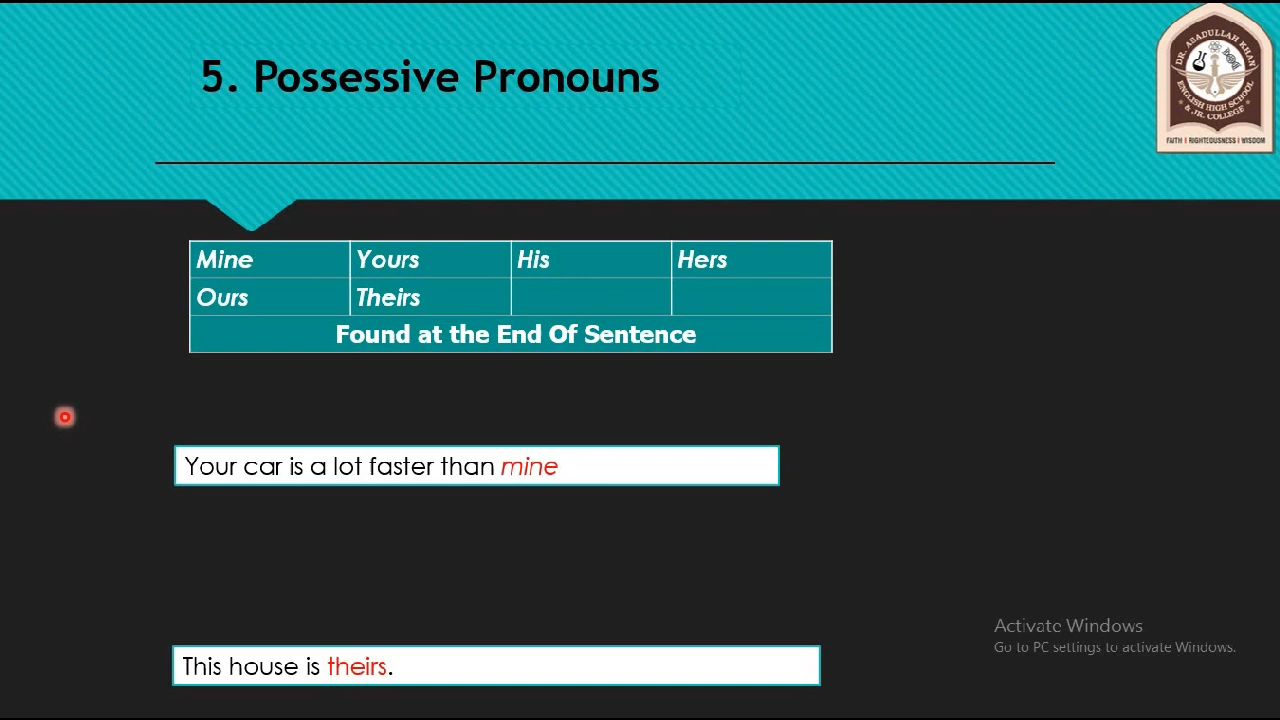 5. Possessive Pronouns
DR. ABADULLAH KHAN
ENGLISH HIGH SCHOOL
& JR. COLLEGE
FAITH | RIGHTEOUSNESS | WISDOM
Mine Yours His Hers
Ours Theirs
Found at the End Of Sentence
Your car is a lot faster than mine
This house is theirs.
Activate Windows
Go to PC settings to activate Windows.